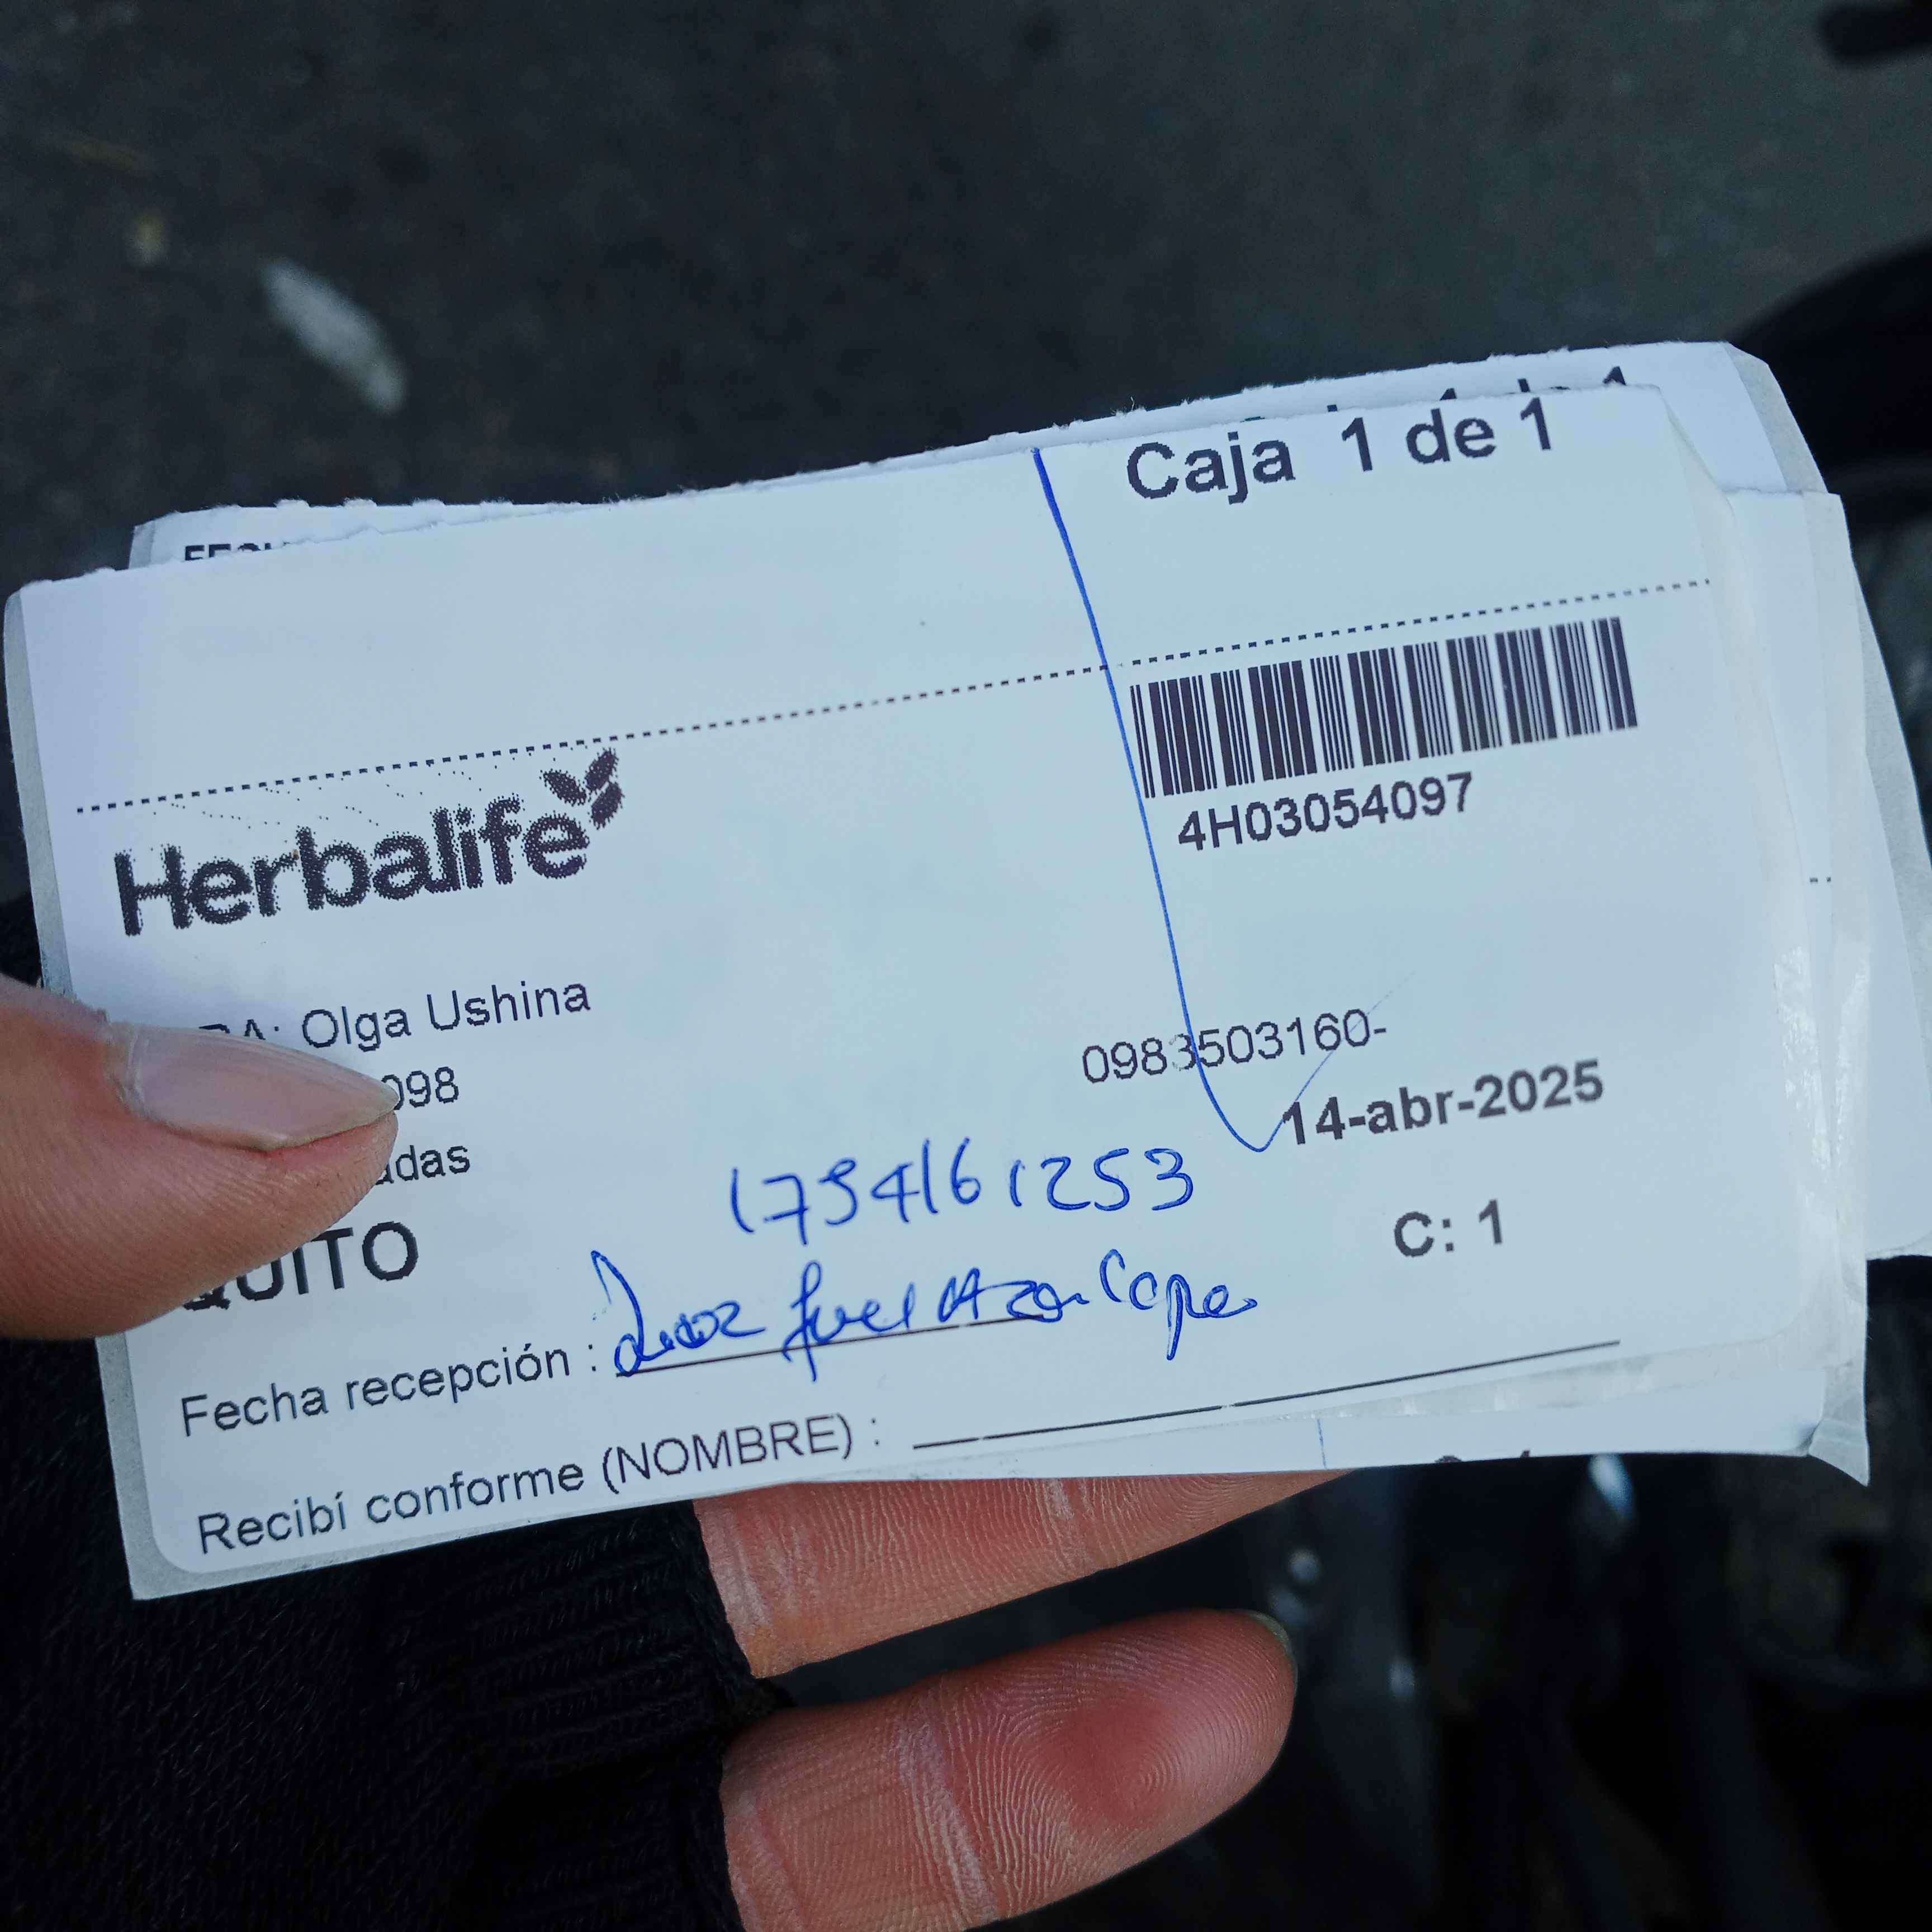 Caja 1 de 1
4H03054097
Herbalife
: Olga Ushina
098
0983503160-
adas
14-abr-2025
QUITO
1754161253
C: 1
Fecha recepción :
Recibí conforme (NOMBRE) :